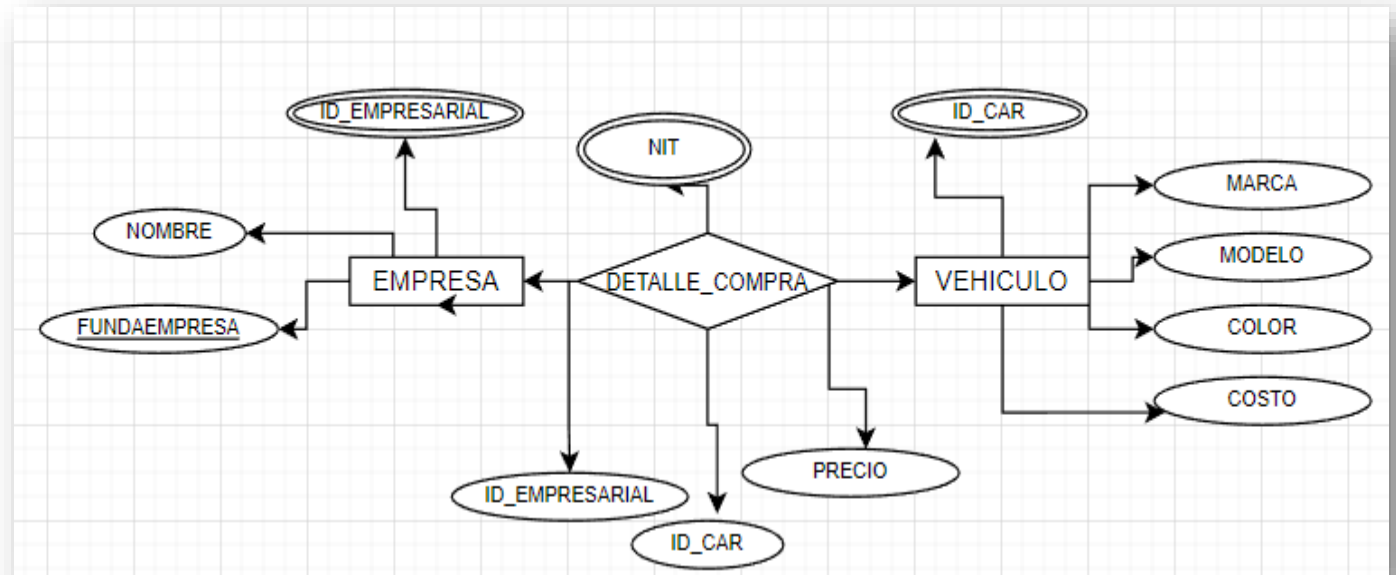 ID_EMPRESARIAL
NIT
ID_CAR
MARCA
NOMBRE
MODELO
EMPRESA
DETALLE_COMPRA
VEHICULO
FUNDAEMPRESA
COLOR
COSTO
PRECIO
ID_EMPRESARIAL
ID_CAR